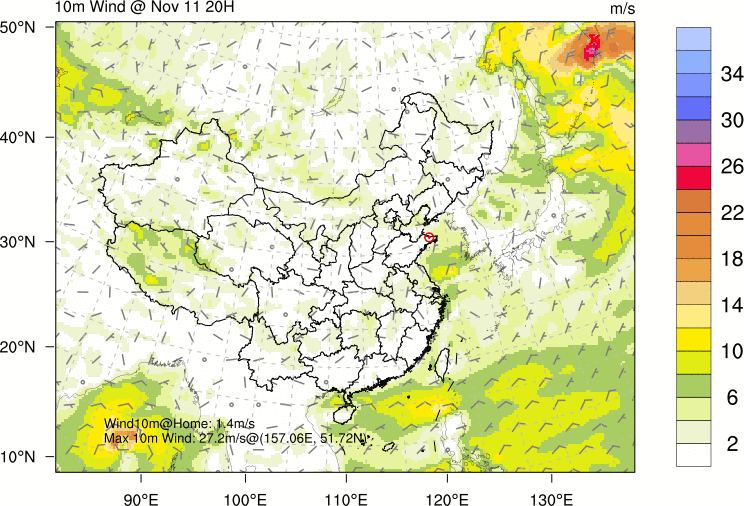 10m Wind @ Nov 11 20H
m/s
50°N
40°N
30°N
20°N
10°N
90°E
100°E
110°E
120°E
130°E
Wind10m@Home: 1.4m/s
Max 10m Wind: 27.2m/s@(157.06E, 51.72N)
34
30
26
22
18
14
10
6
2